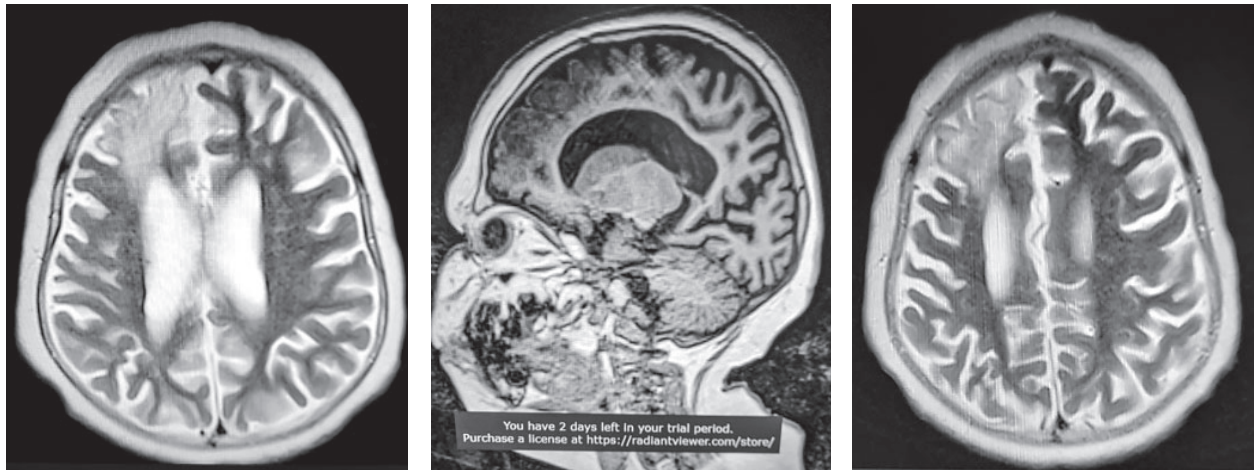 You have 2 days left in your trial period.
Purchase a license at https://radiantviewer.com/store/